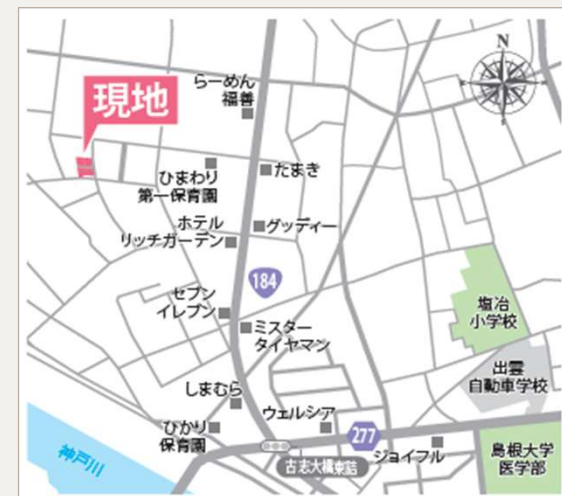 N
らーめん
福善
現地
ひまわり
第一保育園
たまき
ホテル
リッチガーデン
グッディー
184
セブン
イレブン
ミスター
タイヤマン
塩冶
小学校
出雲
自動車学校
しまむら
ウェルシア
ひかり
保育園
277
ジョイフル
古志大橋東詰
神戸川
島根大学
医学部